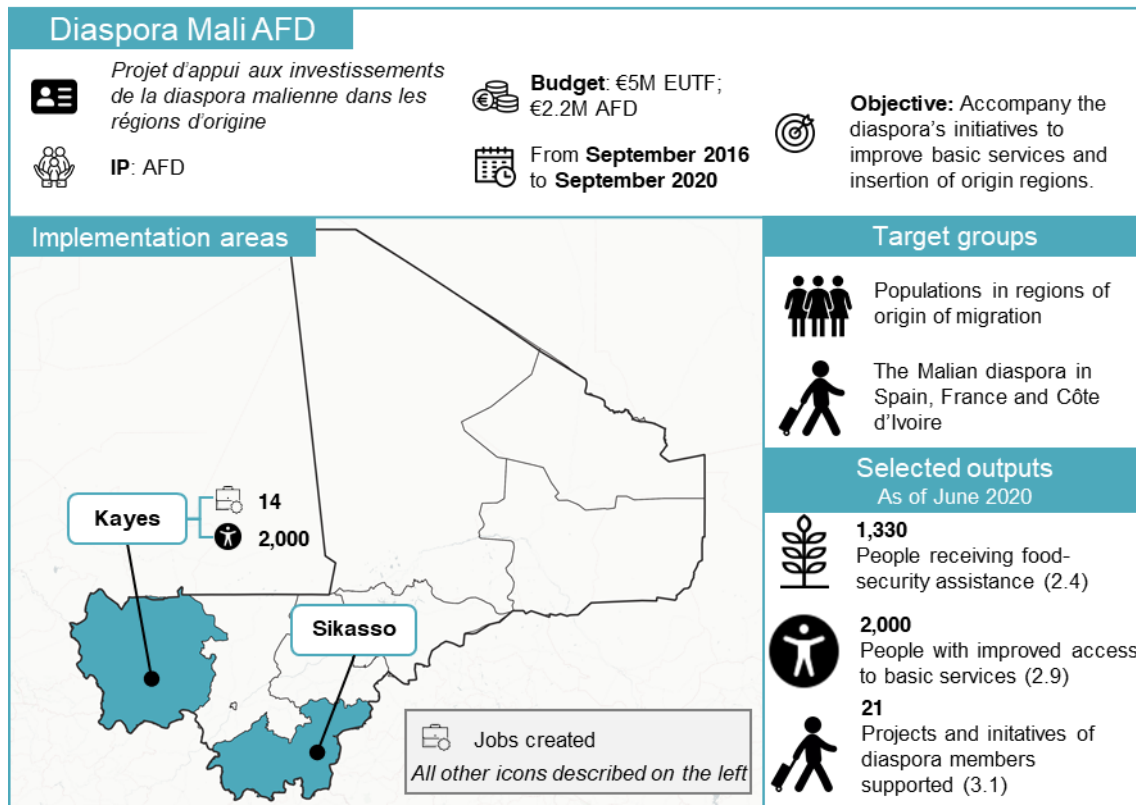 Diaspora Mali AFD
Projet d'appui aux investissements
de la diaspora malienne dans les
régions d'origine
IP: AFD
Budget: €5M EUTF;
€2.2M AFD
From September 2016
to September 2020
Objective: Accompany the
diaspora's initiatives to
improve basic services and
insertion of origin regions.
Implementation areas
Kayes
14
2,000
Sikasso
Jobs created
All other icons described on the left
Target groups
Populations in regions of
origin of migration
The Malian diaspora in
Spain, France and Côte
d'Ivoire
Selected outputs
As of June 2020
1,330
People receiving food-
security assistance (2.4)
2,000
People with improved access
to basic services (2.9)
21
Projects and initatives of
diaspora members
supported (3.1)